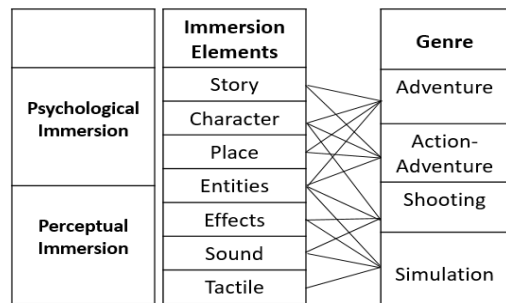 Immersion
Elements
Genre
Psychological
Immersion
Perceptual
Immersion
Story
Character
Place
Entities
Effects
Sound
Tactile
Adventure
Action-
Adventure
Shooting
Simulation